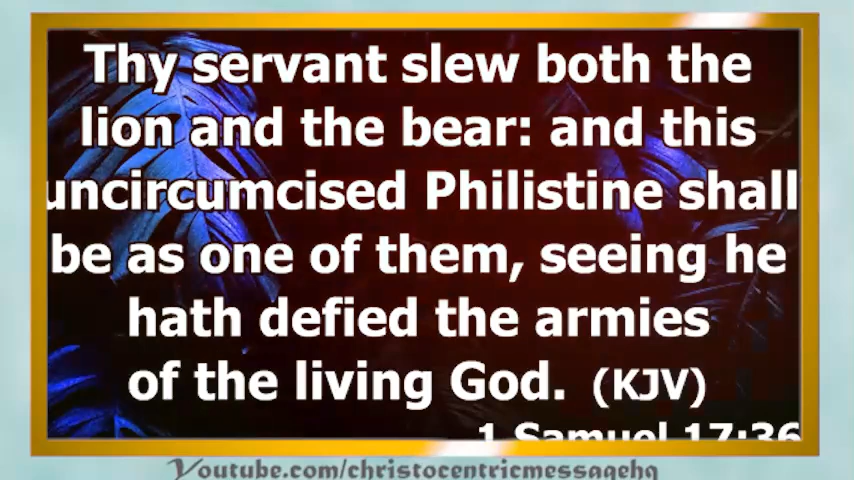 Thy servant slew both the
lion and the bear: and this
uncircumcised Philistine shall
be as one of them, seeing he
hath defied the armies
of the living God. (KJV)
1 Samuel 17:36
Youtube.com/christocentricmessagehq